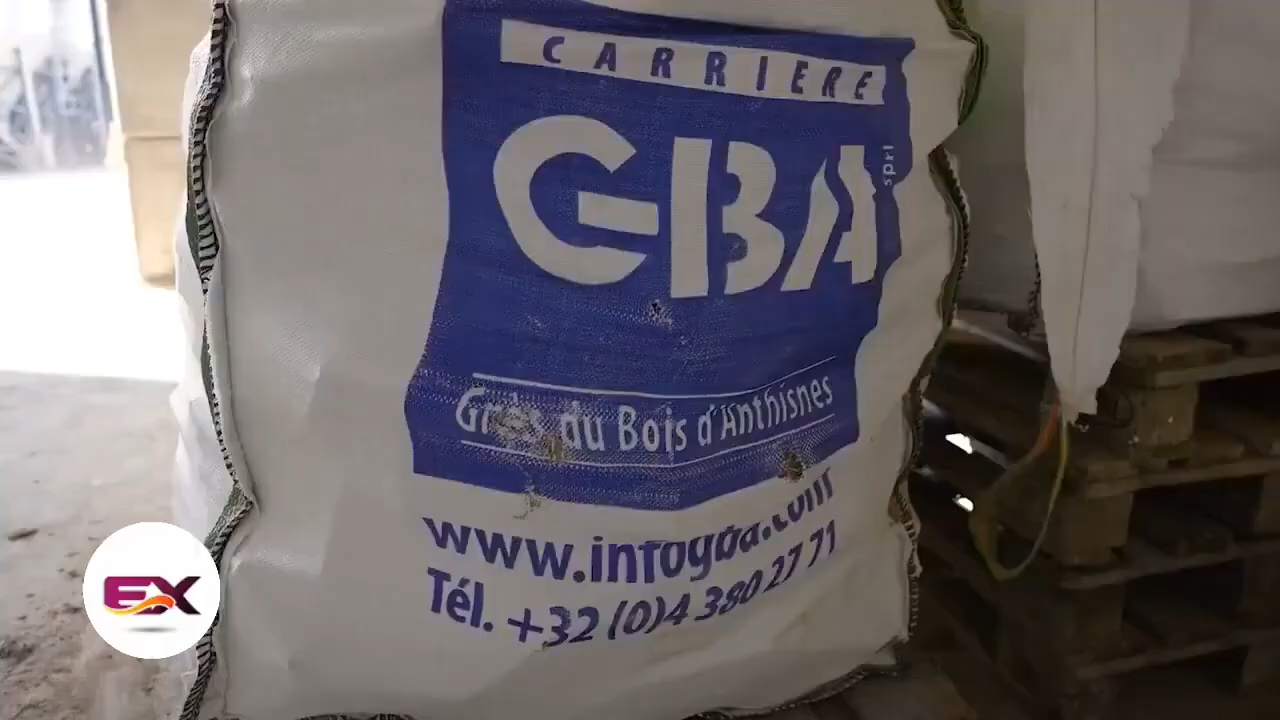 CARRIERE
GBA sprl
Grès du Bois d'Anthisnes
www.infogba.com
Tél. +32 (0)4 380 27 71
EX